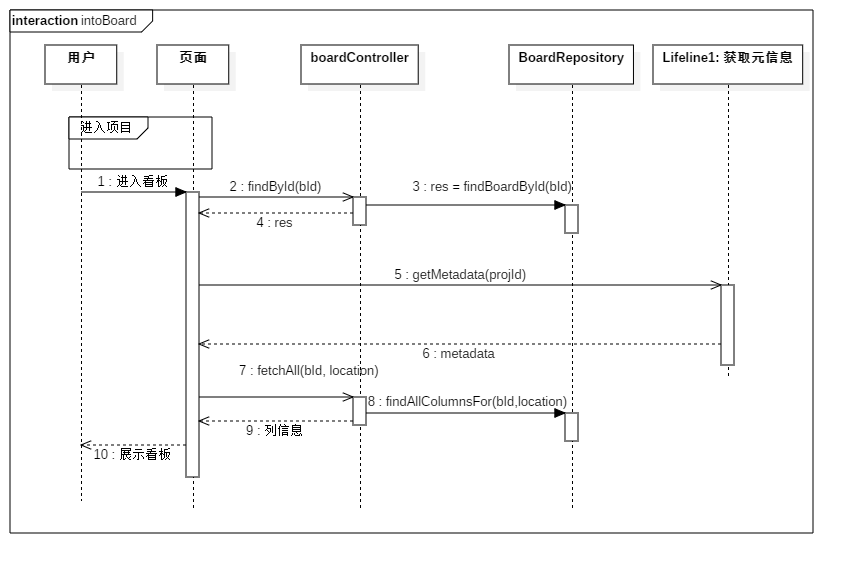 interaction intoBoard
用户
页面
boardController
BoardRepository
Lifeline1: 获取元信息
进入项目
1 : 进入看板
2 : findById(bId)
3 : res = findBoardById(bId)
4 : res
5 : getMetadata(projId)
6 : metadata
7 : fetchAll(bId, location)
8 : findAllColumnsFor(bId,location)
9 : 列信息
10 : 展示看板